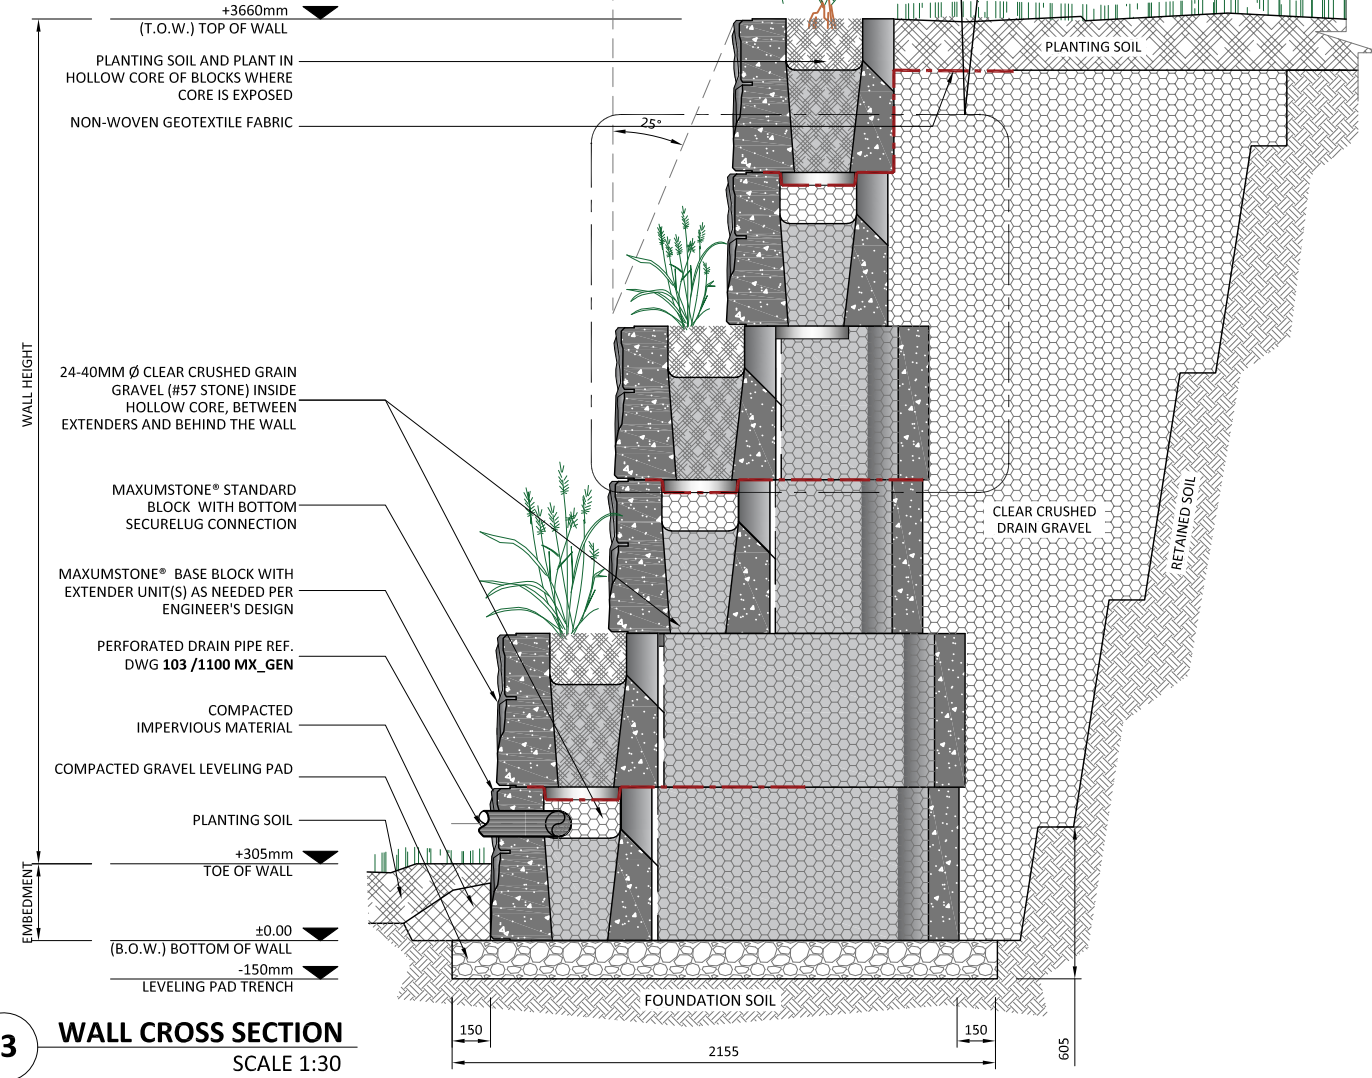 +3660mm
(T.O.W.) TOP OF WALL
PLANTING SOIL AND PLANT IN
HOLLOW CORE OF BLOCKS WHERE
CORE IS EXPOSED
NON-WOVEN GEOTEXTILE FABRIC
PLANTING SOIL
25°
WALL HEIGHT
24-40MM Ø CLEAR CRUSHED GRAIN
GRAVEL (#57 STONE) INSIDE
HOLLOW CORE, BETWEEN
EXTENDERS AND BEHIND THE WALL
MAXUMSTONE® STANDARD
BLOCK WITH BOTTOM
SECURELUG CONNECTION
CLEAR CRUSHED
DRAIN GRAVEL
RETAINED SOIL
MAXUMSTONE® BASE BLOCK WITH
EXTENDER UNIT(S) AS NEEDED PER
ENGINEER'S DESIGN
PERFORATED DRAIN PIPE REF.
DWG 103 /1100 MX_GEN
COMPACTED
IMPERVIOUS MATERIAL
COMPACTED GRAVEL LEVELING PAD
PLANTING SOIL
+305mm
TOE OF WALL
EMBEDMENT
±0.00
(B.O.W.) BOTTOM OF WALL
-150mm
LEVELING PAD TRENCH
FOUNDATION SOIL
150
2155
150
605
3
WALL CROSS SECTION
SCALE 1:30